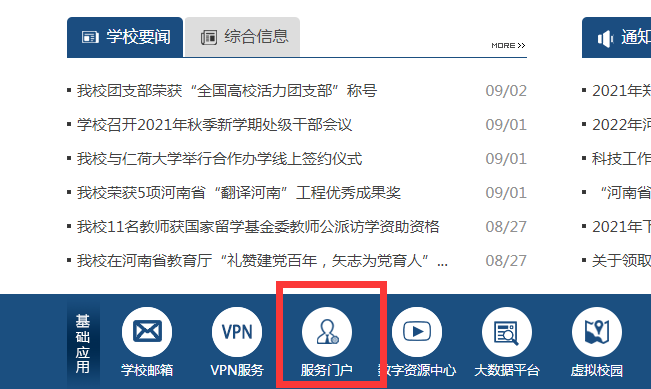 学校要闻 综合信息 MORE >> 通知
我校团支部荣获“全国高校活力团支部”称号 09/02
学校召开2021年秋季新学期处级干部会议 09/01
我校与仁荷大学举行合作办学线上签约仪式 09/01
我校荣获5项河南省“翻译河南”工程优秀成果奖 09/01
我校11名教师获国家留学基金委教师公派访学资助资格 08/27
我校在河南省教育厅“礼赞建党百年，矢志为党育人”... 08/27
2021年郑
2022年河
科技工作
“河南省
2021年下
关于领取
基础应用
VPN
学校邮箱 VPN服务 服务门户 数字资源中心 大数据平台 虚拟校园